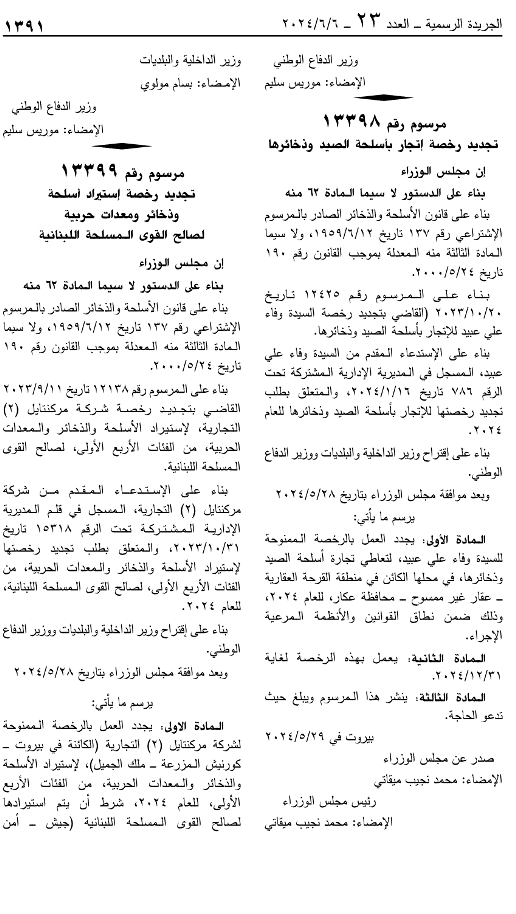 الجريدة الرسمية ــ العدد ٢٣ ــ ٢٠٢٤/٦/٦
١٣٩١
وزير الدفاع الوطني
الإمضاء: موريس سليم
مرسوم رقم ١٣٣٩٨
تجديد رخصة إتجار بأسلحة الصيد وذخائرها
إن مجلس الوزراء
بناء على الدستور لا سيما المادة ٦٢ منه
بناء على قانون الأسلحة والذخائر الصادر بالمرسوم
الإشتراعي رقم ١٣٧ تاريخ ١٩٥٩/٦/١٢، ولا سيما
المادة الثالثة منه المعدلة بموجب القانون رقم ١٩٠
تاريخ ٢٠٠٠/٥/٢٤.
بناء على المرسوم رقم ١٢٤٢٥ تاريخ
٢٠٢٣/١٠/٢٠ (القاضي بتجديد رخصة السيدة وفاء
علي عبيد للإتجار بأسلحة الصيد وذخائرها.
بناء على الإستدعاء المقدم من السيدة وفاء علي
عبيد، المسجل في المديرية الإدارية المشتركة تحت
الرقم ٧٨٦ تاريخ ٢٠٢٤/١/١٦، والمتعلق بطلب
تجديد رخصتها للإتجار بأسلحة الصيد وذخائرها للعام
٢٠٢٤.
بناء على إقتراح وزير الداخلية والبلديات ووزير الدفاع
الوطني.
وبعد موافقة مجلس الوزراء بتاريخ ٢٠٢٤/٥/٢٨
يرسم ما يأتي:
المادة الأولى: يجدد العمل بالرخصة الممنوحة
للسيدة وفاء علي عبيد، لتعاطي تجارة أسلحة الصيد
وذخائرها، في محلها الكائن في منطقة القرحة العقارية
ــ عقار غير ممسوح ــ محافظة عكار، للعام ٢٠٢٤،
وذلك ضمن نطاق القوانين والأنظمة المرعية
الإجراء.
المادة الثانية: يعمل بهذه الرخصة لغاية
٢٠٢٤/١٢/٣١.
المادة الثالثة: ينشر هذا المرسوم ويبلغ حيث
تدعو الحاجة.
بيروت في ٢٠٢٤/٥/٢٩
صدر عن مجلس الوزراء
الإمضاء: محمد نجيب ميقاتي
رئيس مجلس الوزراء
الإمضاء: محمد نجيب ميقاتي
وزير الداخلية والبلديات
الإمضاء: بسام مولوي
وزير الدفاع الوطني
الإمضاء: موريس سليم
مرسوم رقم ١٣٣٩٩
تجديد رخصة إستيراد أسلحة
وذخائر ومعدات حربية
لصالح القوى المسلحة اللبنانية
إن مجلس الوزراء
بناء على الدستور لا سيما المادة ٦٢ منه
بناء على قانون الأسلحة والذخائر الصادر بالمرسوم
الإشتراعي رقم ١٣٧ تاريخ ١٩٥٩/٦/١٢، ولا سيما
المادة الثالثة منه المعدلة بموجب القانون رقم ١٩٠
تاريخ ٢٠٠٠/٥/٢٤.
بناء على المرسوم رقم ١٢١٣٨ تاريخ ٢٠٢٣/٩/١١
القاضي بتجديد رخصة شركة مركنتايل (٢)
التجارية، لإستيراد الأسلحة والذخائر والمعدات
الحربية، من الفئات الأربع الأولى، لصالح القوى
المسلحة اللبنانية.
بناء على الإستدعاء المقدم من شركة
مركنتايل (٢) التجارية، المسجل في قلم المديرية
الإدارية المشتركة تحت الرقم ١٥٣١٨ تاريخ
٢٠٢٣/١٠/٣١، والمتعلق بطلب تجديد رخصتها
لإستيراد الأسلحة والذخائر والمعدات الحربية، من
الفئات الأربع الأولى، لصالح القوى المسلحة اللبنانية،
للعام ٢٠٢٤.
بناء على إقتراح وزير الداخلية والبلديات ووزير الدفاع
الوطني.
وبعد موافقة مجلس الوزراء بتاريخ ٢٠٢٤/٥/٢٨
يرسم ما يأتي:
المادة الأولى: يجدد العمل بالرخصة الممنوحة
لشركة مركنتايل (٢) التجارية (الكائنة في بيروت ــ
كورنيش المزرعة ــ ملك الجميل)، لإستيراد الأسلحة
والذخائر والمعدات الحربية، من الفئات الأربع
الأولى، للعام ٢٠٢٤، شرط أن يتم استيرادها
لصالح القوى المسلحة اللبنانية (جيش ــ أمن